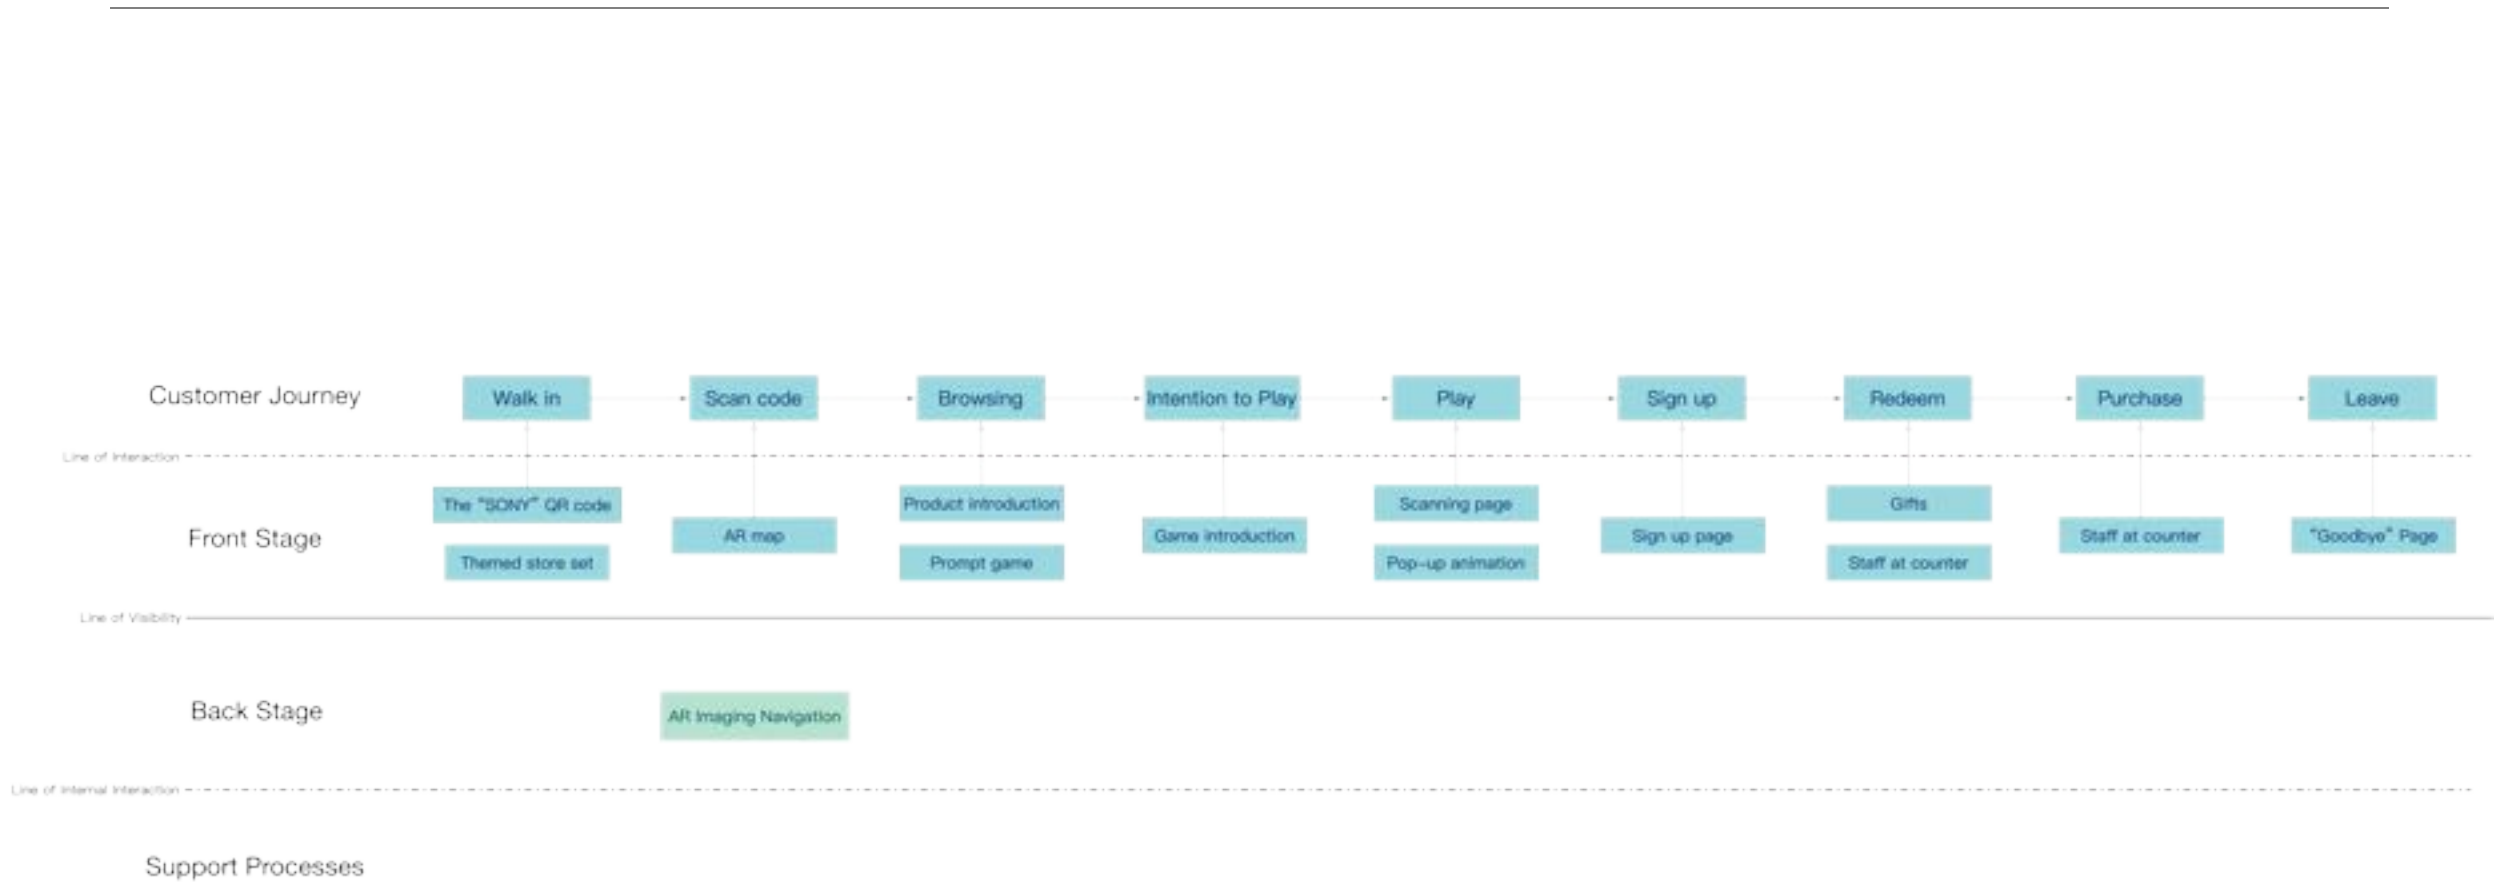 Customer Journey
Walk in
Scan code
Browsing
Intention to Play
Play
Sign up
Redeem
Purchase
Leave
Line of Interaction
Front Stage
The "SONY" QR code
Themed store set
AR map
Product introduction
Prompt game
Game introduction
Scanning page
Pop-up animation
Sign up page
Gifts
Staff at counter
Staff at counter
"Goodbye" Page
Line of Visibility
Back Stage
AR Imaging Navigation
Line of Internal Interaction
Support Processes